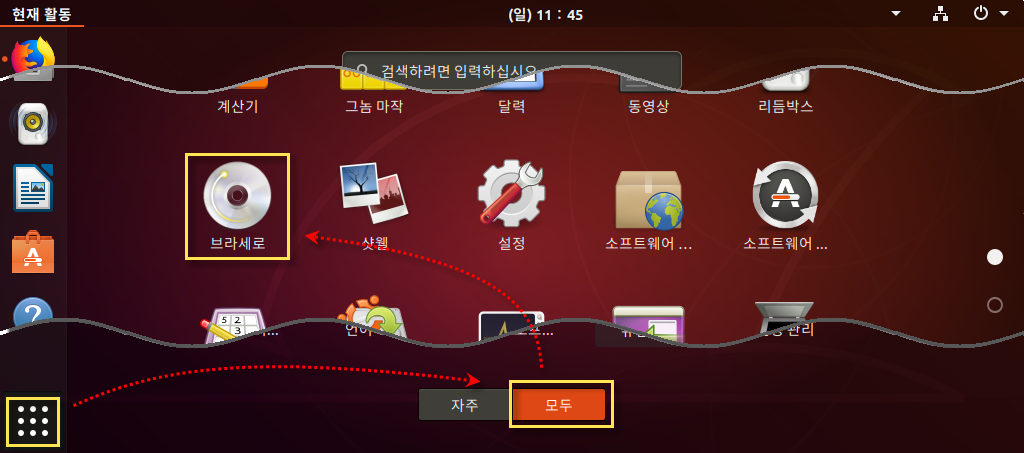 현재 활동
(일) 11 : 45
검색하려면 입력하십시오
계산기
그놈 마작
달력
동영상
리듬박스
브라세로
샷웰
설정
소프트웨어 ...
소프트웨어 ...
5 2
3
관리
자주
모두